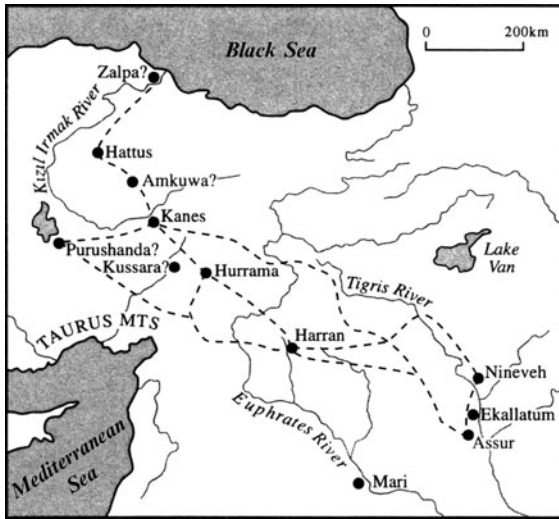 Black Sea
0
200km
Zalpa?
Kızıl Irmak River
Hattus
Amkuwa?
Kanes
Purushanda?
Kussara?
Hurrama
Lake
Van
Tigris River
TAURUS MTS
Harran
Nineveh
Ekallatum
Assur
Euphrates River
Mari
Mediterranean
Sea